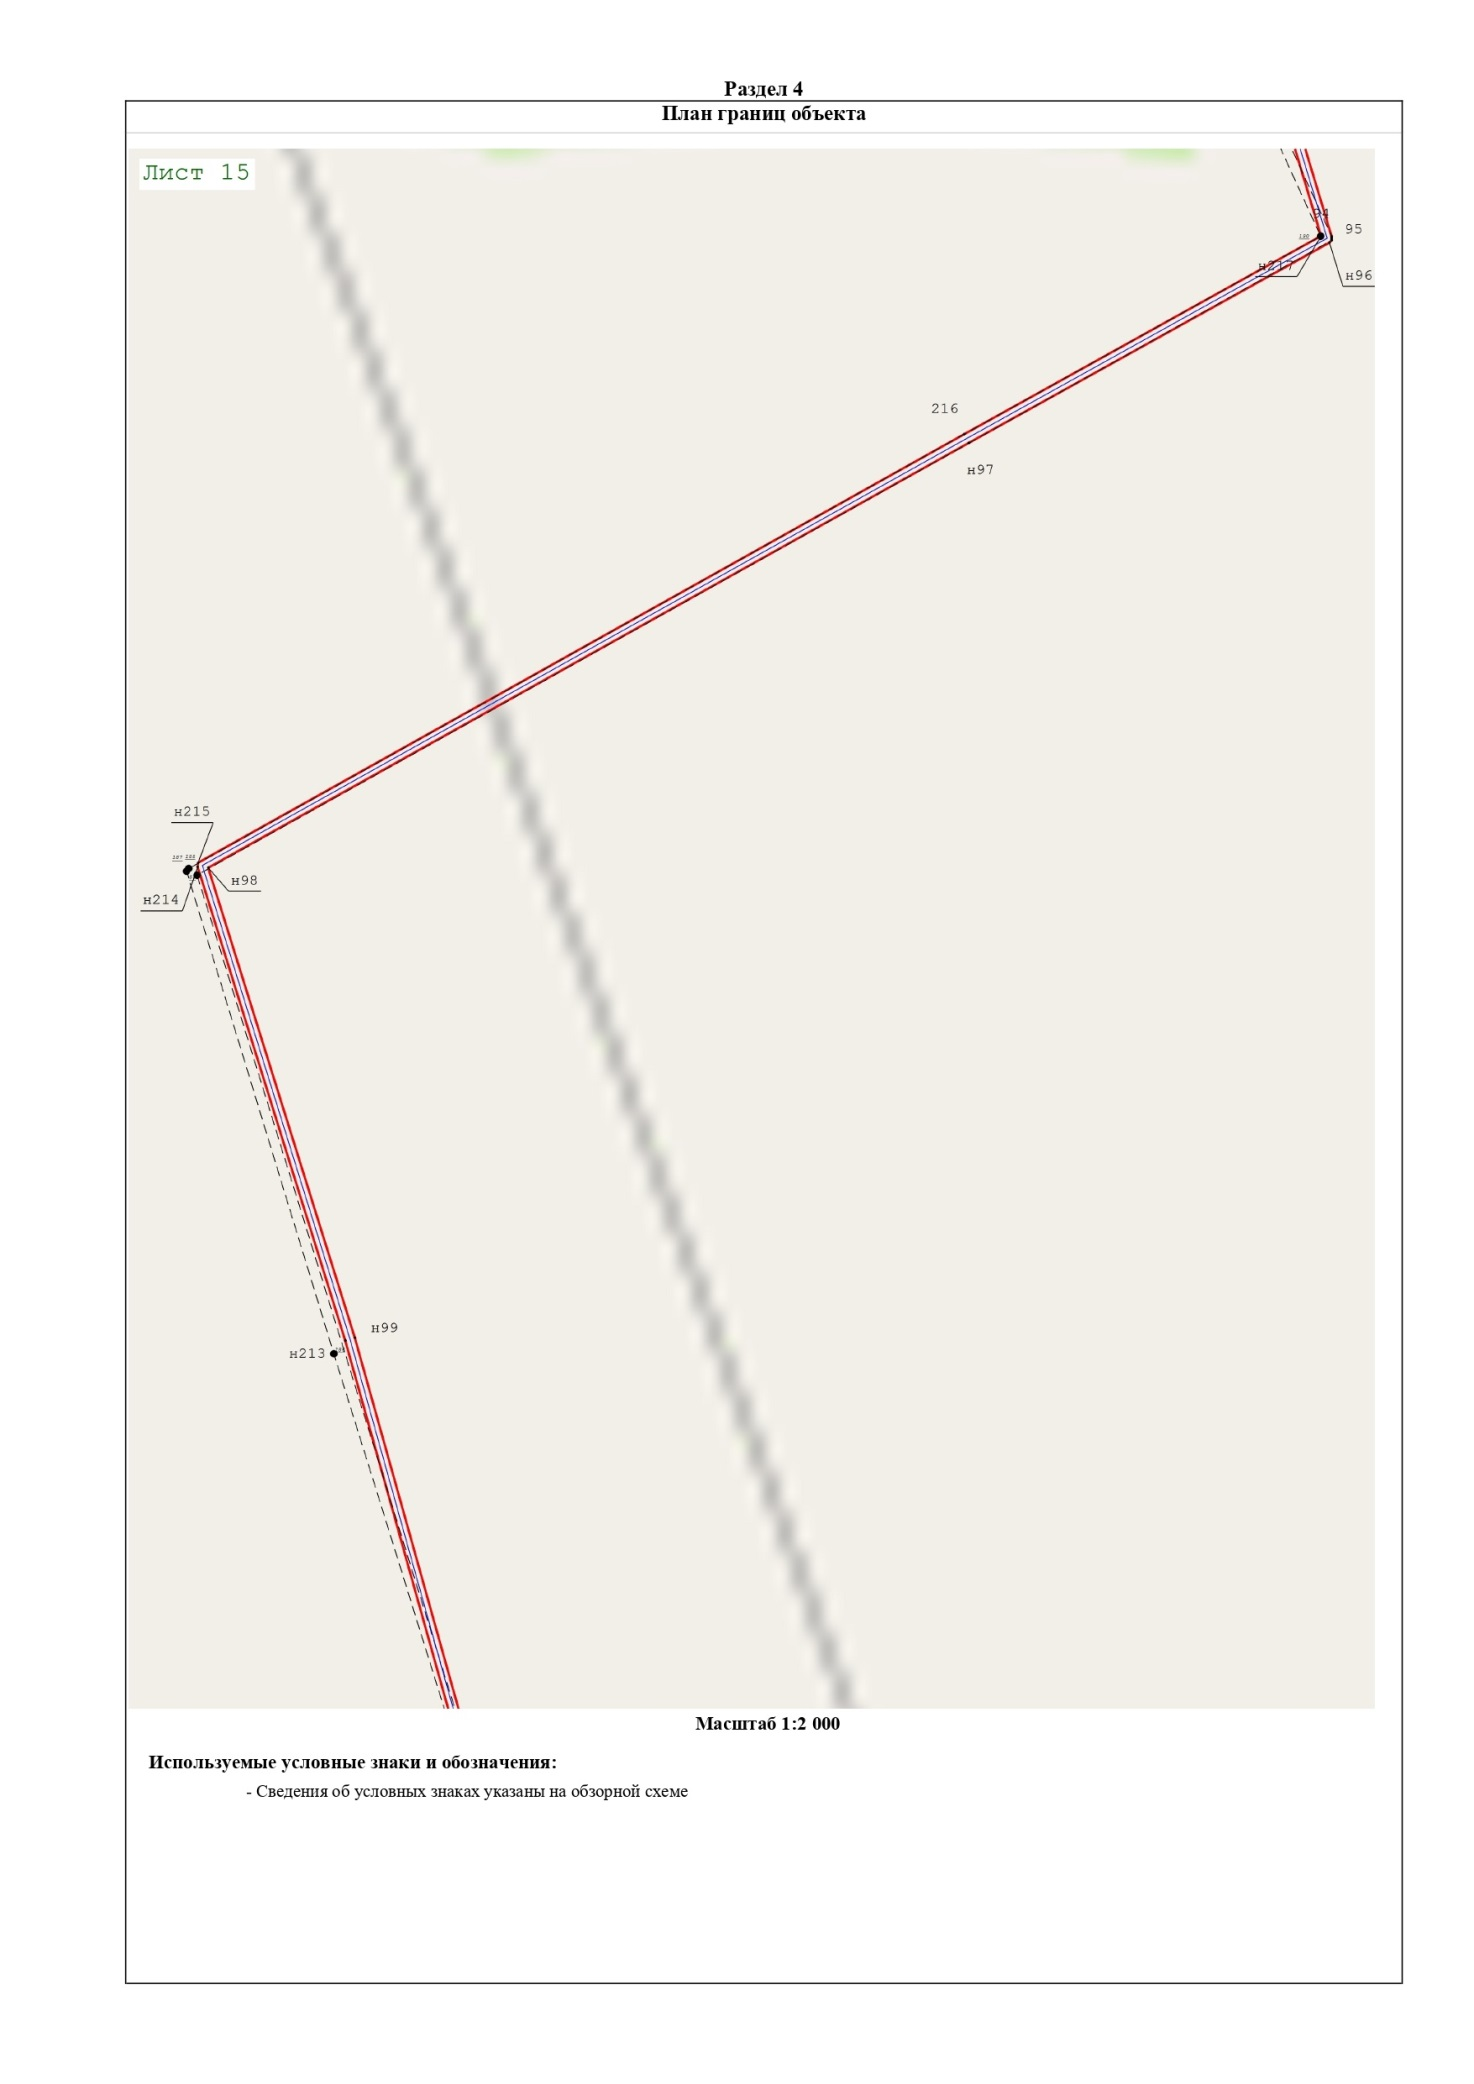 Раздел 4
План границ объекта
Лист 15
94
95
н217
н96
216
н97
н215
н98
н214
н99
н213
Масштаб 1:2 000
Используемые условные знаки и обозначения:
- Сведения об условных знаках указаны на обзорной схеме